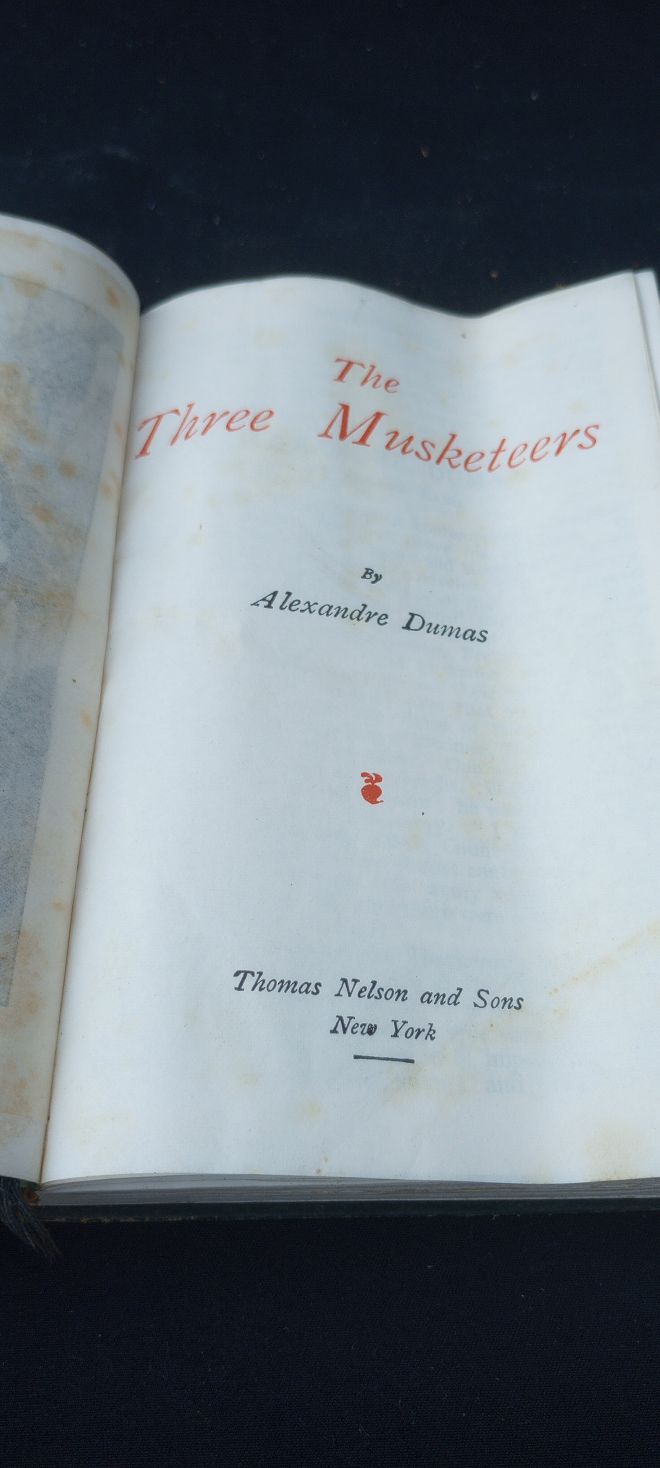 The
Three Musketeers
By
Alexandre Dumas
Thomas Nelson and Sons
New York